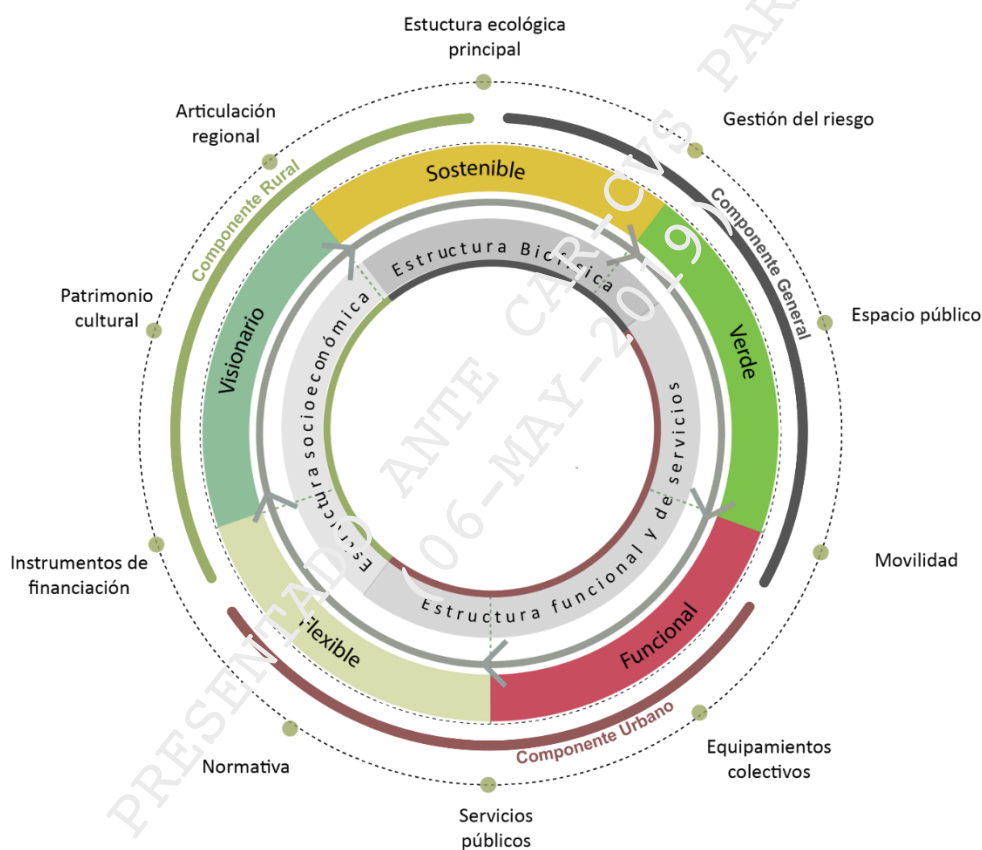 Estuctura ecológica
principal
Gestión del riesgo
Articulación
regional
Espacio público
Patrimonio
cultural
Movilidad
Instrumentos de
financiación
Equipamientos
colectivos
Normativa
Servicios
públicos
Componente Rural
Componente General
Componente Urbano
Sostenible
Verde
Funcional
Flexible
Visionario
Estructura Biofísica
Estructura funcional y de servicios
Estructura socioeconómica
PRESENTADO ANTE CAR-CVS PAR
(06-MAY-2019)